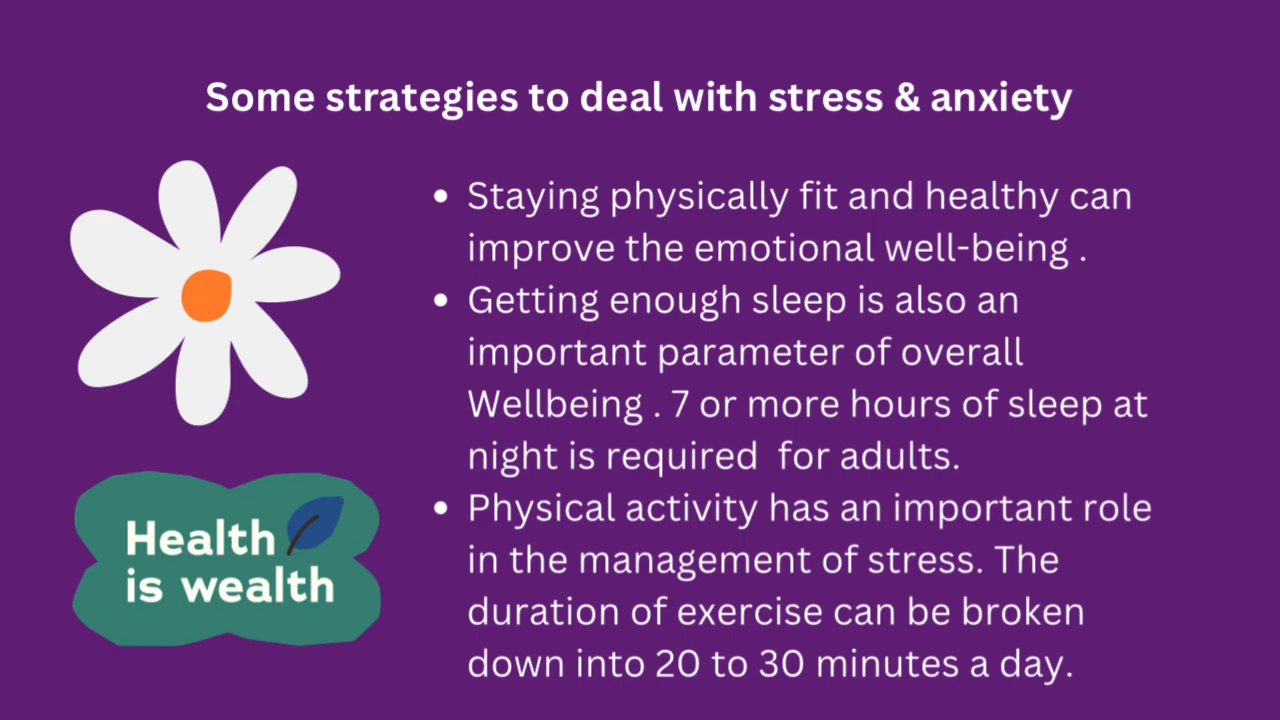 Some strategies to deal with stress & anxiety
• Staying physically fit and healthy can
improve the emotional well-being .
• Getting enough sleep is also an
important parameter of overall
Wellbeing . 7 or more hours of sleep at
night is required  for adults.
• Physical activity has an important role
in the management of stress. The
duration of exercise can be broken
down into 20 to 30 minutes a day.
Health
is wealth